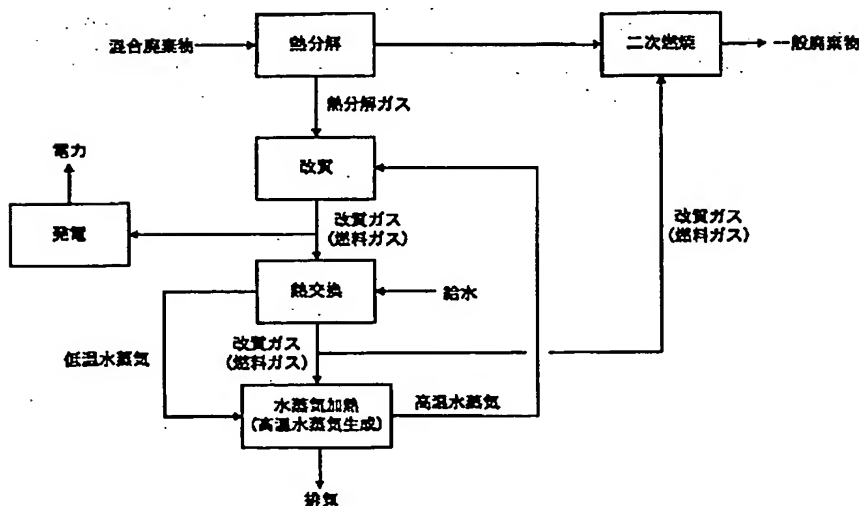 混合廃棄物
熱分解
二次燃焼
一般廃棄物
熱分解ガス
電力
改質
発電
改質ガス
(燃料ガス)
改質ガス
(燃料ガス)
熱交換
給水
低温水蒸気
改質ガス
(燃料ガス)
水蒸気加熱
(高温水蒸気生成)
高温水蒸気
排気